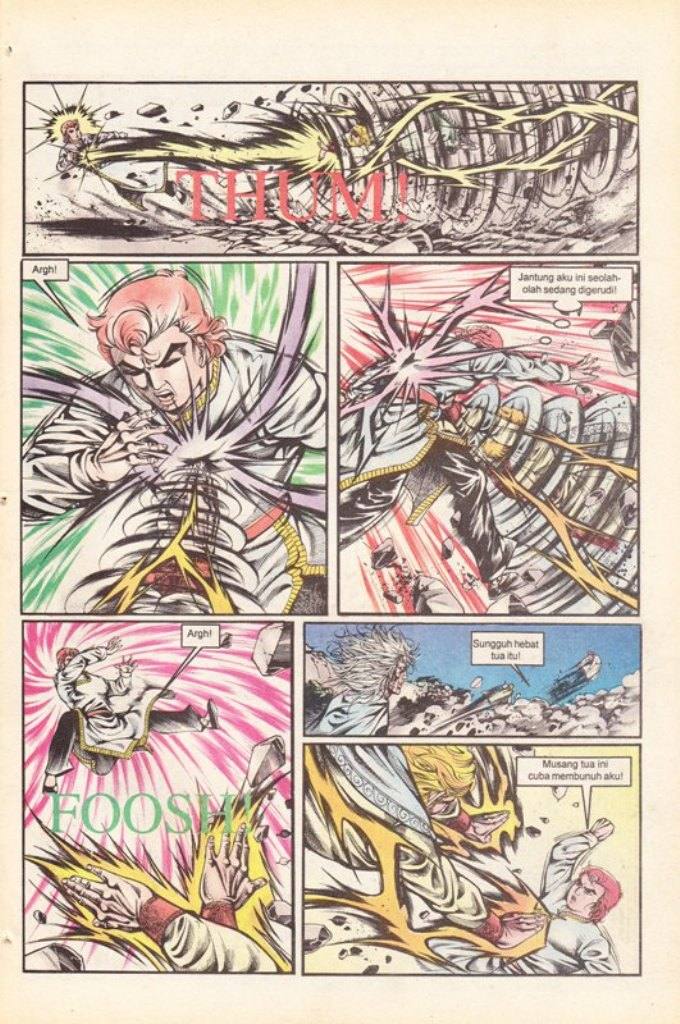 THUM!
Argh!
Jantung aku ini seolah-
olah sedang digerudi!
Argh!
FOOSH!
Sungguh hebat
tua itu!
Musang tua ini
cuba membunuh aku!